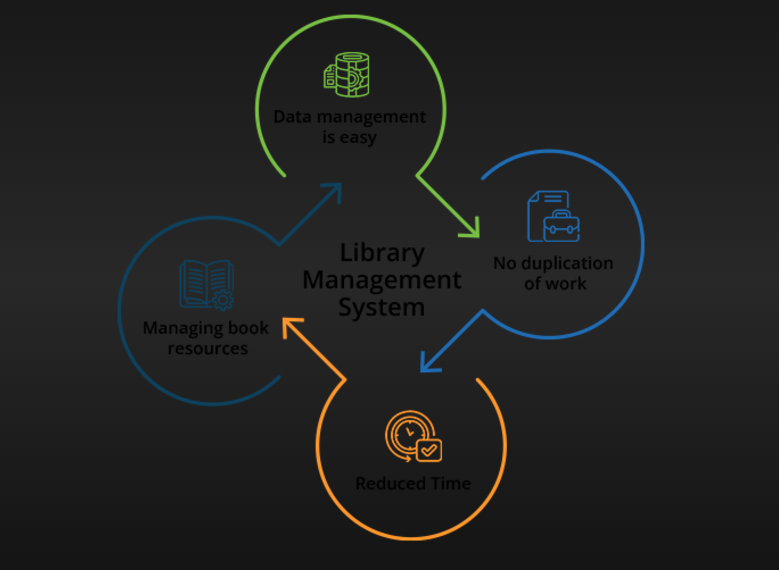 Data management
is easy
No duplication
of work
Library
Management
System
Managing book
resources
Reduced Time